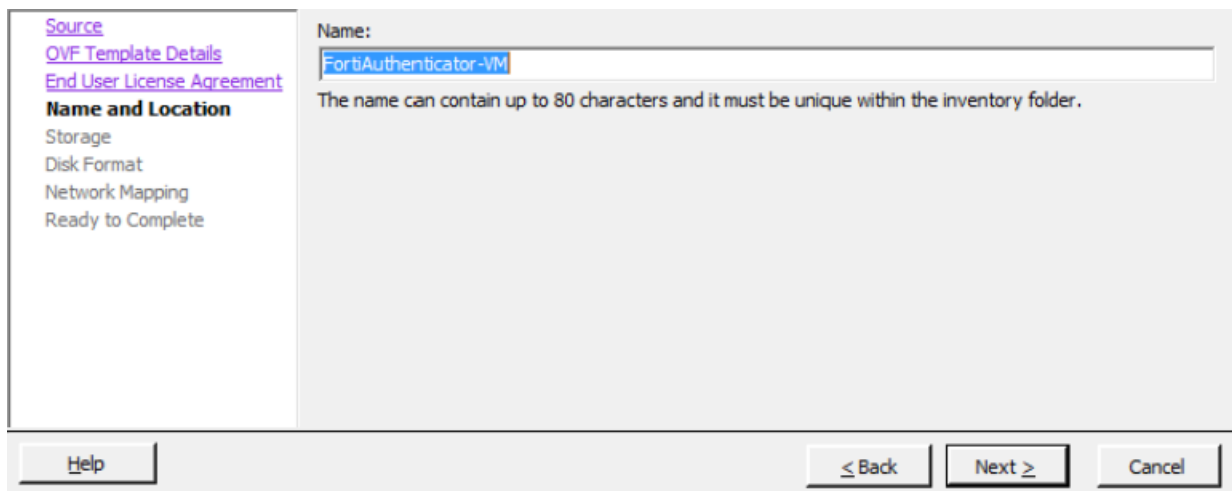 Source
OVF Template Details
End User License Agreement
Name and Location
Storage
Disk Format
Network Mapping
Ready to Complete
Name:
FortiAuthenticator-VM
The name can contain up to 80 characters and it must be unique within the inventory folder.
Help
< Back
Next >
Cancel